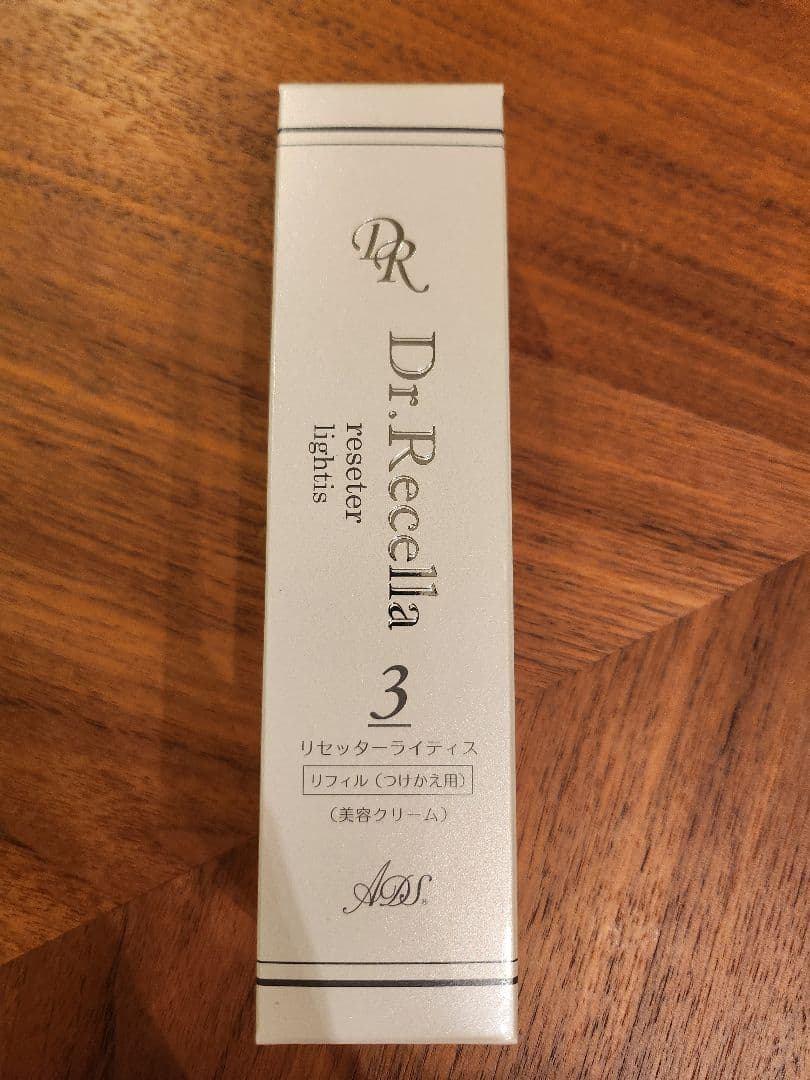 DR
Dr.Recella
reseter
lightis
3
リセッターライティス
リフィル（つけかえ用）
（美容クリーム）
ADS®